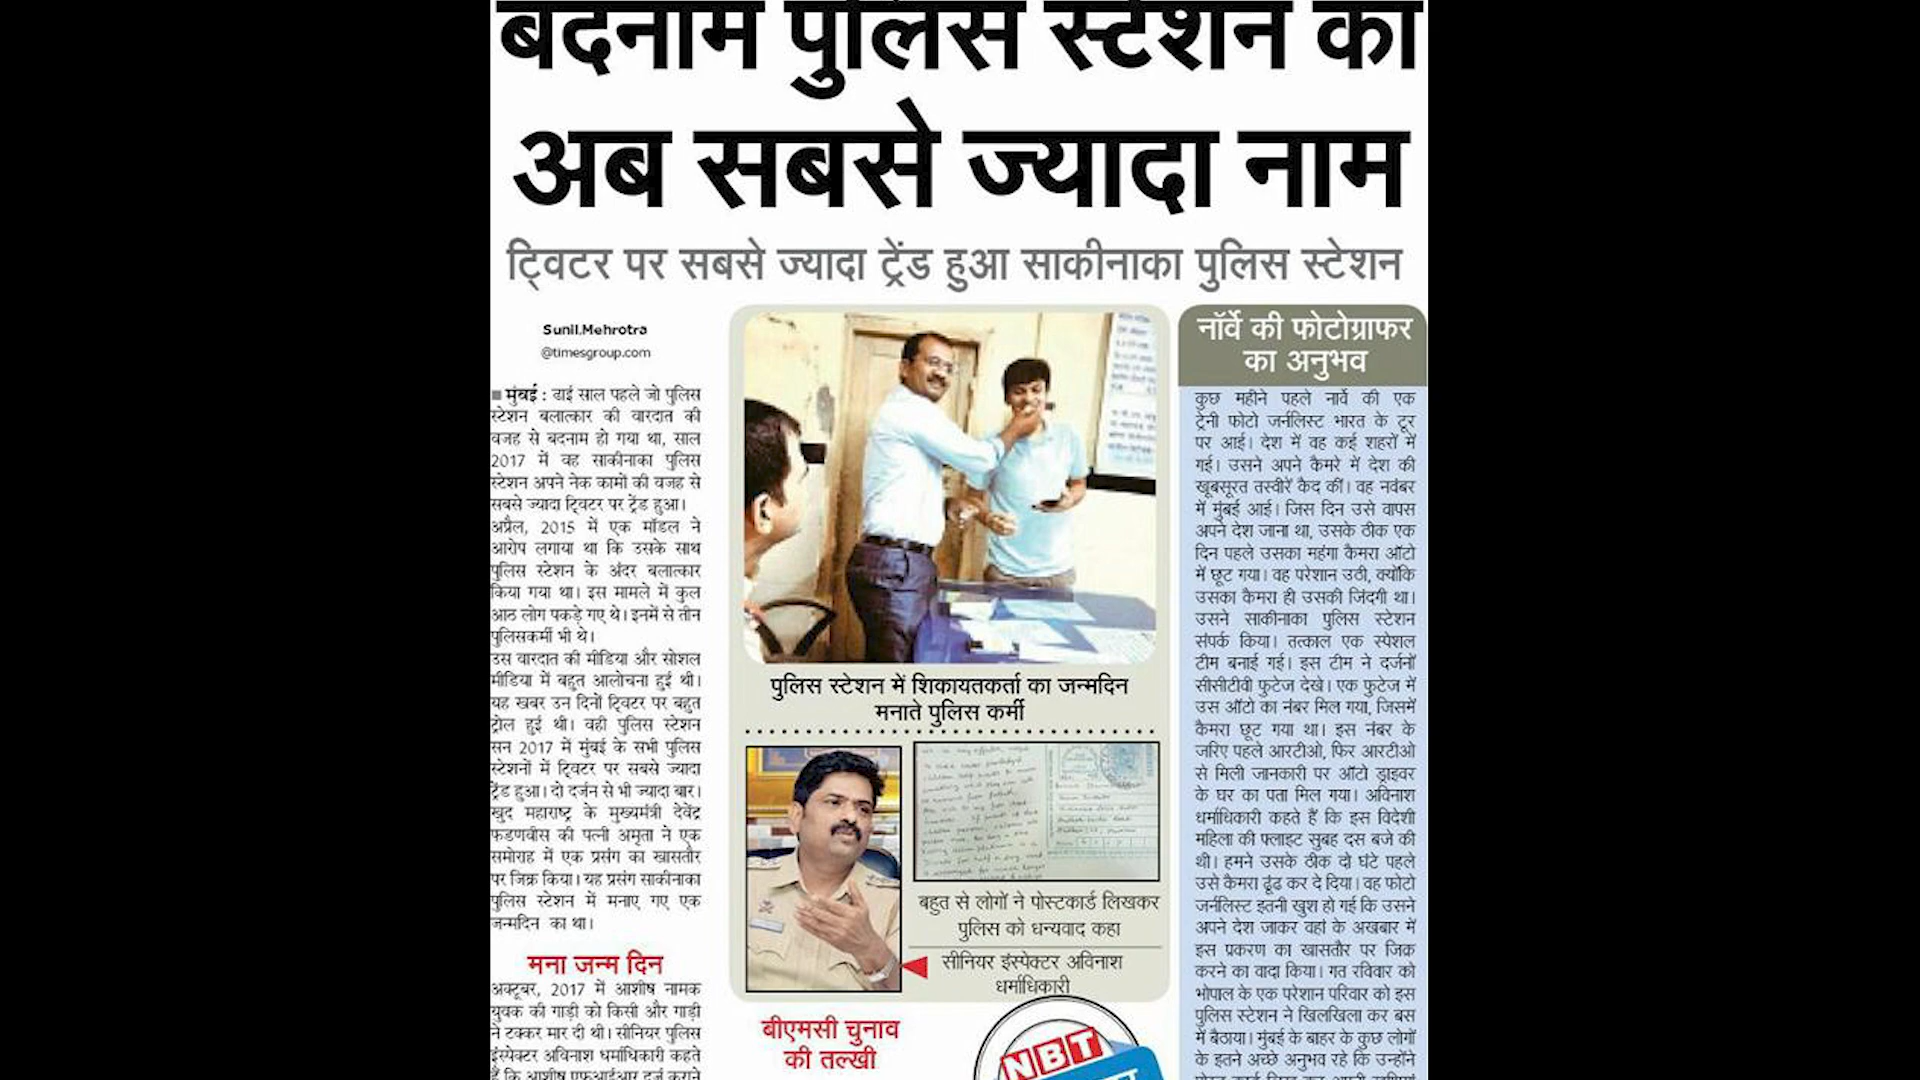 बदनाम पुलिस स्टेशन का
अब सबसे ज्यादा नाम
ट्विटर पर सबसे ज्यादा ट्रेंड हुआ साकीनाका पुलिस स्टेशन
Sunil.Mehrotra
@timesgroup.com
■ मुंबई : ढाई साल पहले जो पुलिस
स्टेशन बलात्कार की वारदात की
वजह से बदनाम हो गया था, साल
2017 में वह साकीनाका पुलिस
स्टेशन अपने नेक कामों की वजह से
सबसे ज्यादा ट्विटर पर ट्रेंड हुआ।
अप्रैल, 2015 में एक मॉडल ने
आरोप लगाया था कि उसके साथ
पुलिस स्टेशन के अंदर बलात्कार
किया गया था। इस मामले में कुल
आठ लोग पकड़े गए थे। इनमें से तीन
पुलिसकर्मी भी थे।
उस वारदात की मीडिया और सोशल
मीडिया में बहुत आलोचना हुई थी।
यह खबर उन दिनों ट्विटर पर बहुत
ट्रोल हुई थी। वही पुलिस स्टेशन
सन 2017 में मुंबई के सभी पुलिस
स्टेशनों में ट्विटर पर सबसे ज्यादा
ट्रेंड हुआ। दो दर्जन से भी ज्यादा बार।
खुद महाराष्ट्र के मुख्यमंत्री देवेंद्र
फडणवीस की पत्नी अमृता ने एक
समोराह में एक प्रसंग का खासतौर
पर जिक्र किया। यह प्रसंग साकीनाका
पुलिस स्टेशन में मनाए गए एक
जन्मदिन का था।
मना जन्म दिन
अक्टूबर, 2017 में आशीष नामक
युवक की गाड़ी को किसी और गाड़ी
ने टक्कर मार दी थी। सीनियर पुलिस
इंस्पेक्टर अविनाश धर्माधिकारी कहते
हैं कि आशीष एफआईआर दर्ज कराने
पुलिस स्टेशन में शिकायतकर्ता का जन्मदिन
मनाते पुलिस कर्मी
बहुत से लोगों ने पोस्टकार्ड लिखकर
पुलिस को धन्यवाद कहा
सीनियर इंस्पेक्टर अविनाश
धर्माधिकारी
बीएमसी चुनाव
की तल्खी
NBT
नॉर्वे की फोटोग्राफर
का अनुभव
कुछ महीने पहले नार्वे की एक
ट्रेनी फोटो जर्नलिस्ट भारत के टूर
पर आई। देश में वह कई शहरों में
गई। उसने अपने कैमरे में देश की
खूबसूरत तस्वीरें कैद कीं। वह नवंबर
में मुंबई आई। जिस दिन उसे वापस
अपने देश जाना था, उसके ठीक एक
दिन पहले उसका महंगा कैमरा ऑटो
में छूट गया। वह परेशान उठी, क्योंकि
उसका कैमरा ही उसकी जिंदगी था।
उसने साकीनाका पुलिस स्टेशन
संपर्क किया। तत्काल एक स्पेशल
टीम बनाई गई। इस टीम ने दर्जनों
सीसीटीवी फुटेज देखे। एक फुटेज में
उस ऑटो का नंबर मिल गया, जिसमें
कैमरा छूट गया था। इस नंबर के
जरिए पहले आरटीओ, फिर आरटीओ
से मिली जानकारी पर ऑटो ड्राइवर
के घर का पता मिल गया। अविनाश
धर्माधिकारी कहते हैं कि इस विदेशी
महिला की फ्लाइट सुबह दस बजे की
थी। हमने उसके ठीक दो घंटे पहले
उसे कैमरा ढूंढ कर दे दिया। वह फोटो
जर्नलिस्ट इतनी खुश हो गई कि उसने
अपने देश जाकर वहां के अखबार में
इस प्रकरण का खासतौर पर जिक्र
करने का वादा किया। गत रविवार को
भोपाल के एक परेशान परिवार को इस
पुलिस स्टेशन ने खिलखिला कर बस
में बैठाया। मुंबई के बाहर के कुछ लोगों
के इतने अच्छे अनुभव रहे कि उन्होंने